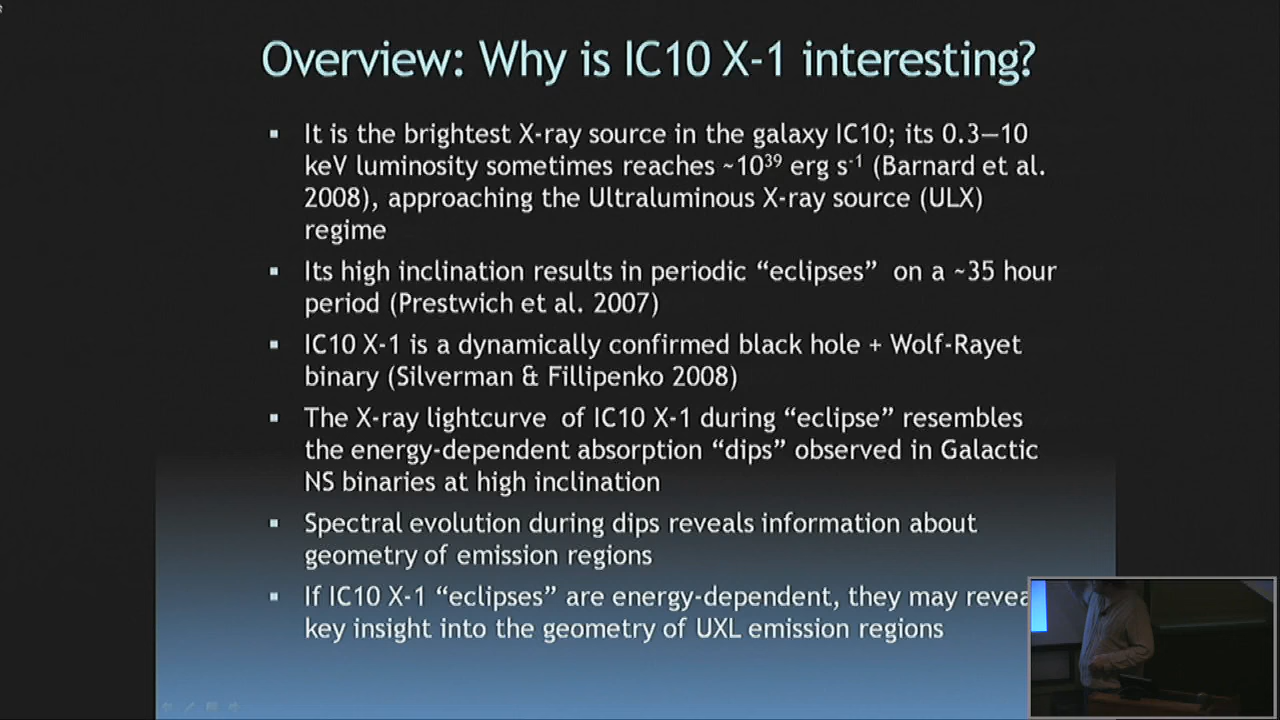 Overview: Why is IC10 X-1 interesting?
▪ It is the brightest X-ray source in the galaxy IC10; its 0.3—10
keV luminosity sometimes reaches ~10³⁹ erg s⁻¹ (Barnard et al.
2008), approaching the Ultraluminous X-ray source (ULX)
regime
▪ Its high inclination results in periodic “eclipses” on a ~35 hour
period (Prestwich et al. 2007)
▪ IC10 X-1 is a dynamically confirmed black hole + Wolf-Rayet
binary (Silverman & Fillipenko 2008)
▪ The X-ray lightcurve of IC10 X-1 during “eclipse” resembles
the energy-dependent absorption “dips” observed in Galactic
NS binaries at high inclination
▪ Spectral evolution during dips reveals information about
geometry of emission regions
▪ If IC10 X-1 “eclipses” are energy-dependent, they may revea
key insight into the geometry of UXL emission regions